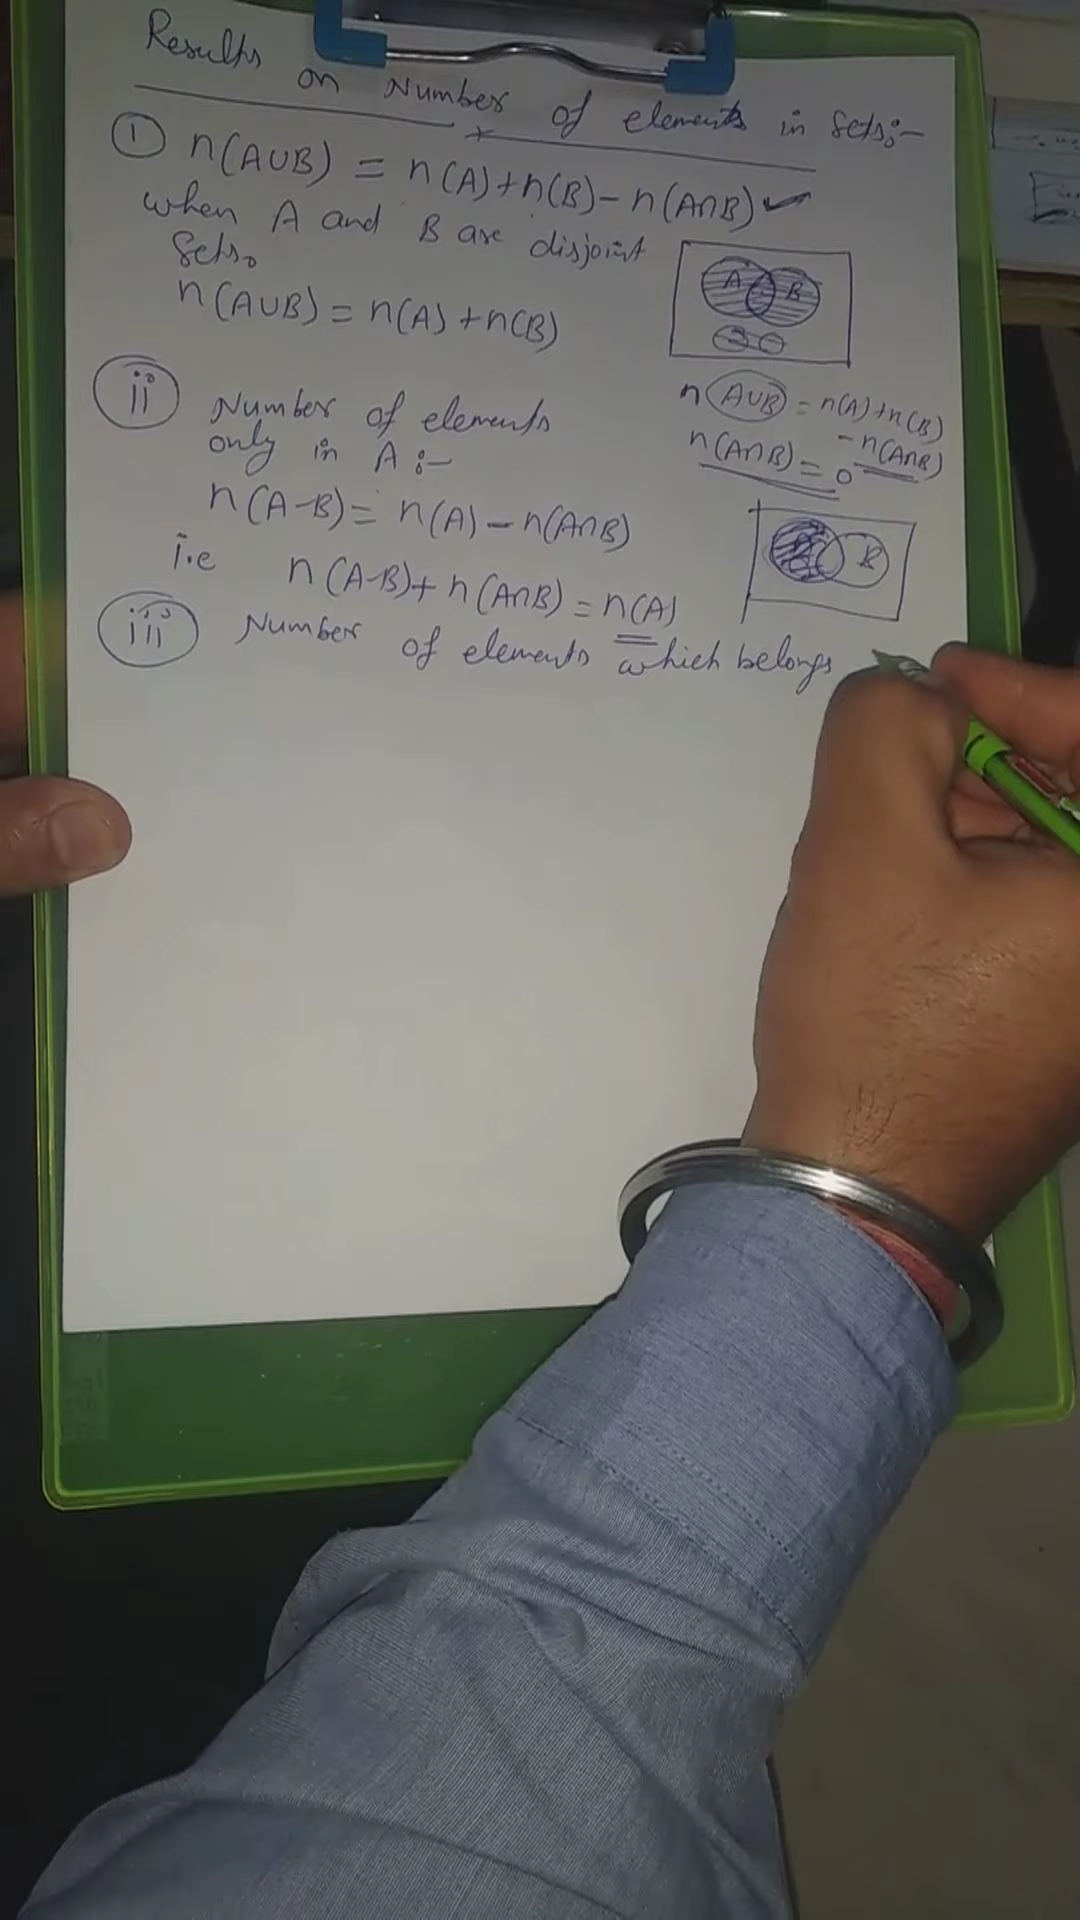 Results on Number of elements in Sets:-
① n(A∪B) = n(A)+n(B)-n(A∩B) ✓
when A and B are disjoint
Sets.
n(A∪B) = n(A)+n(B)
A B
n(A∪B) = n(A)+n(B)
-n(A∩B)
n(A∩B) = 0
ii Number of elements
only in A :-
n(A-B) = n(A) - n(A∩B)
B
i.e n(A-B)+ n(A∩B) = n(A)
iii Number of elements which belongs